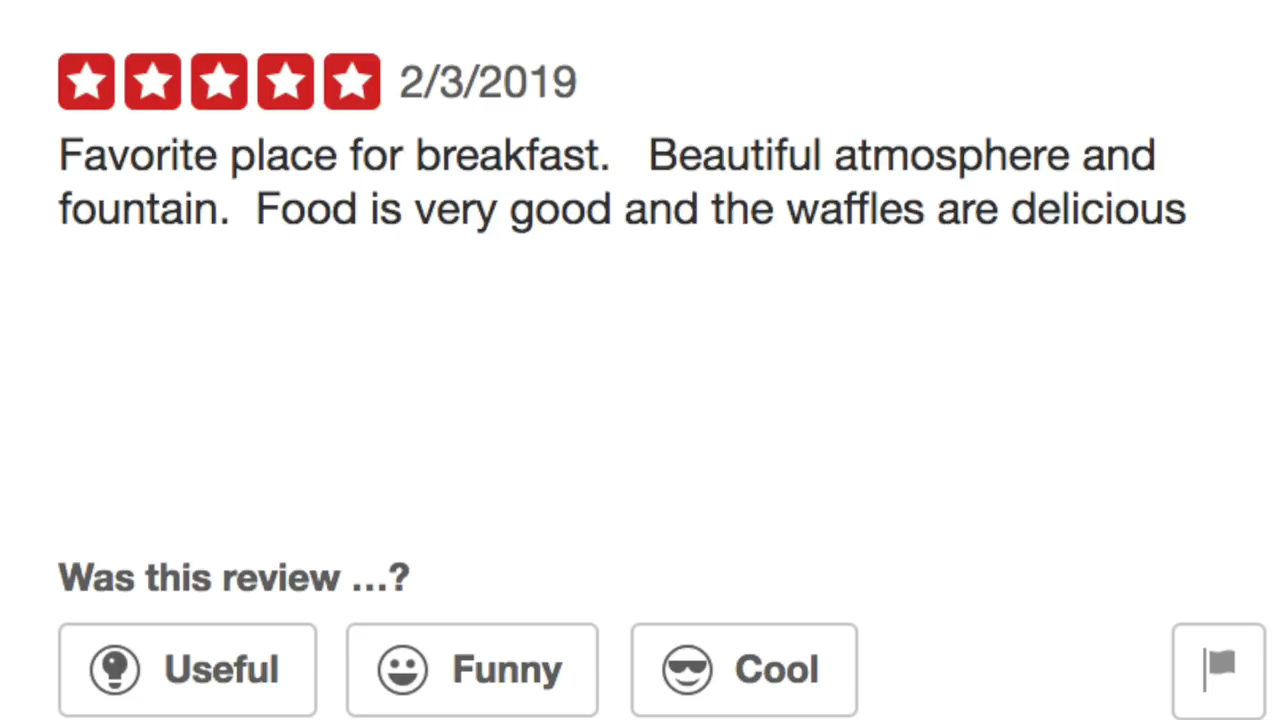 2/3/2019
Favorite place for breakfast.   Beautiful atmosphere and
fountain.  Food is very good and the waffles are delicious
Was this review ...?
Useful Funny Cool